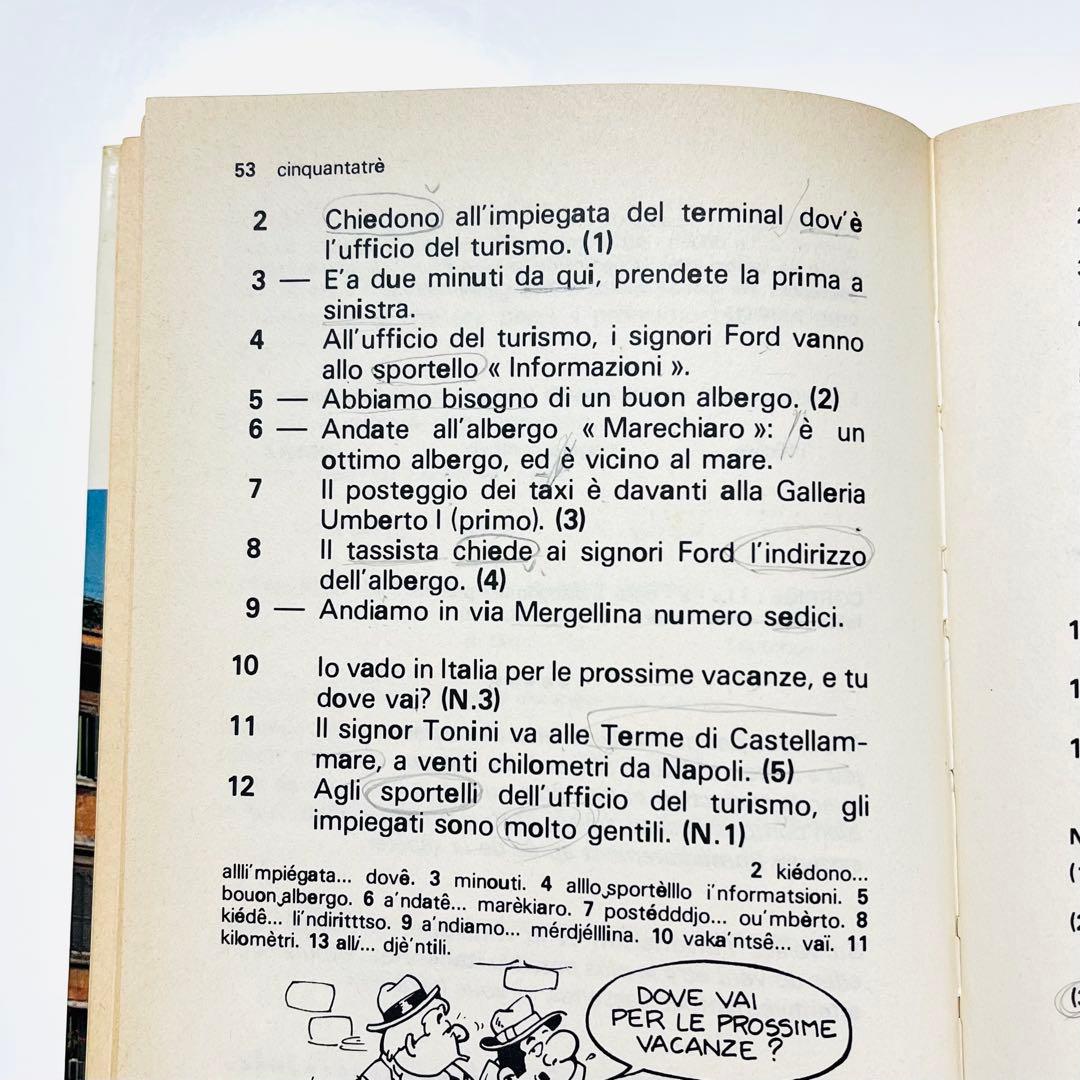 53 cinquantatrè
2 Chiedono all'impiegata del terminal dov'è
l'ufficio del turismo. (1)
3 — E'a due minuti da qui, prendete la prima a
sinistra.
4 All'ufficio del turismo, i signori Ford vanno
allo sportello « Informazioni ».
5 — Abbiamo bisogno di un buon albergo. (2)
6 — Andate all'albergo « Marechiaro »: è un
ottimo albergo, ed è vicino al mare.
7 Il posteggio dei taxi è davanti alla Galleria
Umberto I (primo). (3)
8 Il tassista chiede ai signori Ford l'indirizzo
dell'albergo. (4)
9 — Andiamo in via Mergellina numero sedici.
10 Io vado in Italia per le prossime vacanze, e tu
dove vai? (N.3)
11 Il signor Tonini va alle Terme di Castellam-
mare, a venti chilometri da Napoli. (5)
12 Agli sportelli dell'ufficio del turismo, gli
impiegati sono molto gentili. (N.1)
2 kiédono...
allli'mpiégata... dovê. 3 minouti. 4 alllo sportèlllo i'nformatsioni. 5
bouon albergo. 6 a'ndatê... marèkiaro. 7 postédddjo... ou'mbèrto. 8
kiédê... li'ndiritttso. 9 a'ndiamo... mérdjélllina. 10 vaka'ntsê... vaï. 11
kilomètri. 13 alli... djè'ntili.
DOVE VAI
PER LE PROSSIME
VACANZE ?